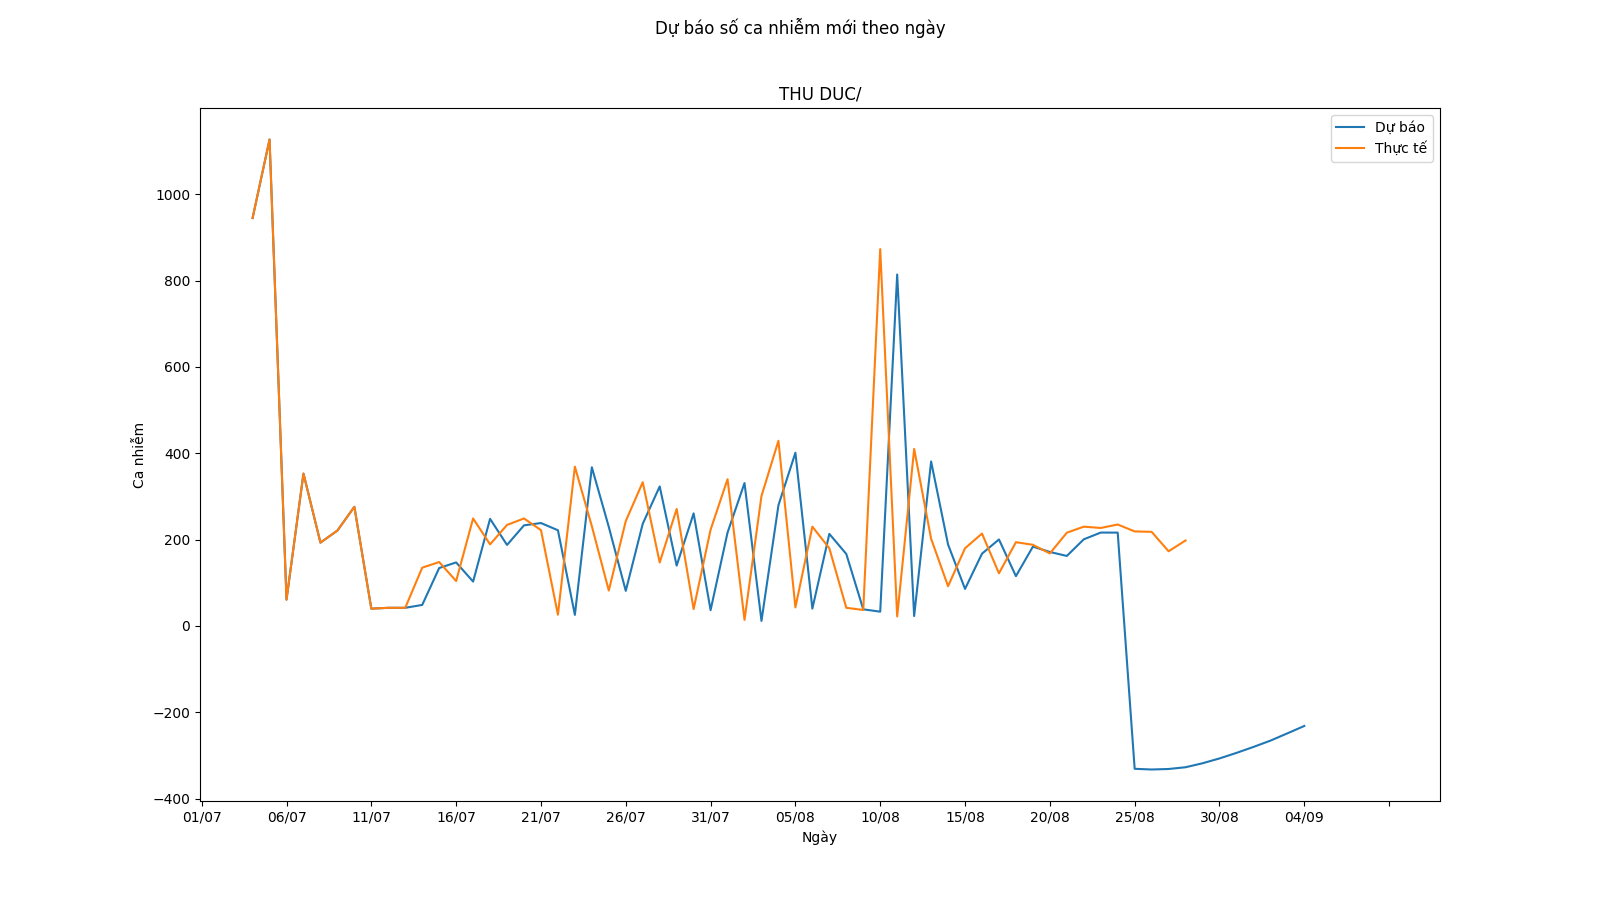 Dự báo số ca nhiễm mới theo ngày
THU DUC/
Dự báo
Thực tế
Ca nhiễm
1000
800
600
400
200
0
−200
−400
01/07 06/07 11/07 16/07 21/07 26/07 31/07 05/08 10/08 15/08 20/08 25/08 30/08 04/09
Ngày